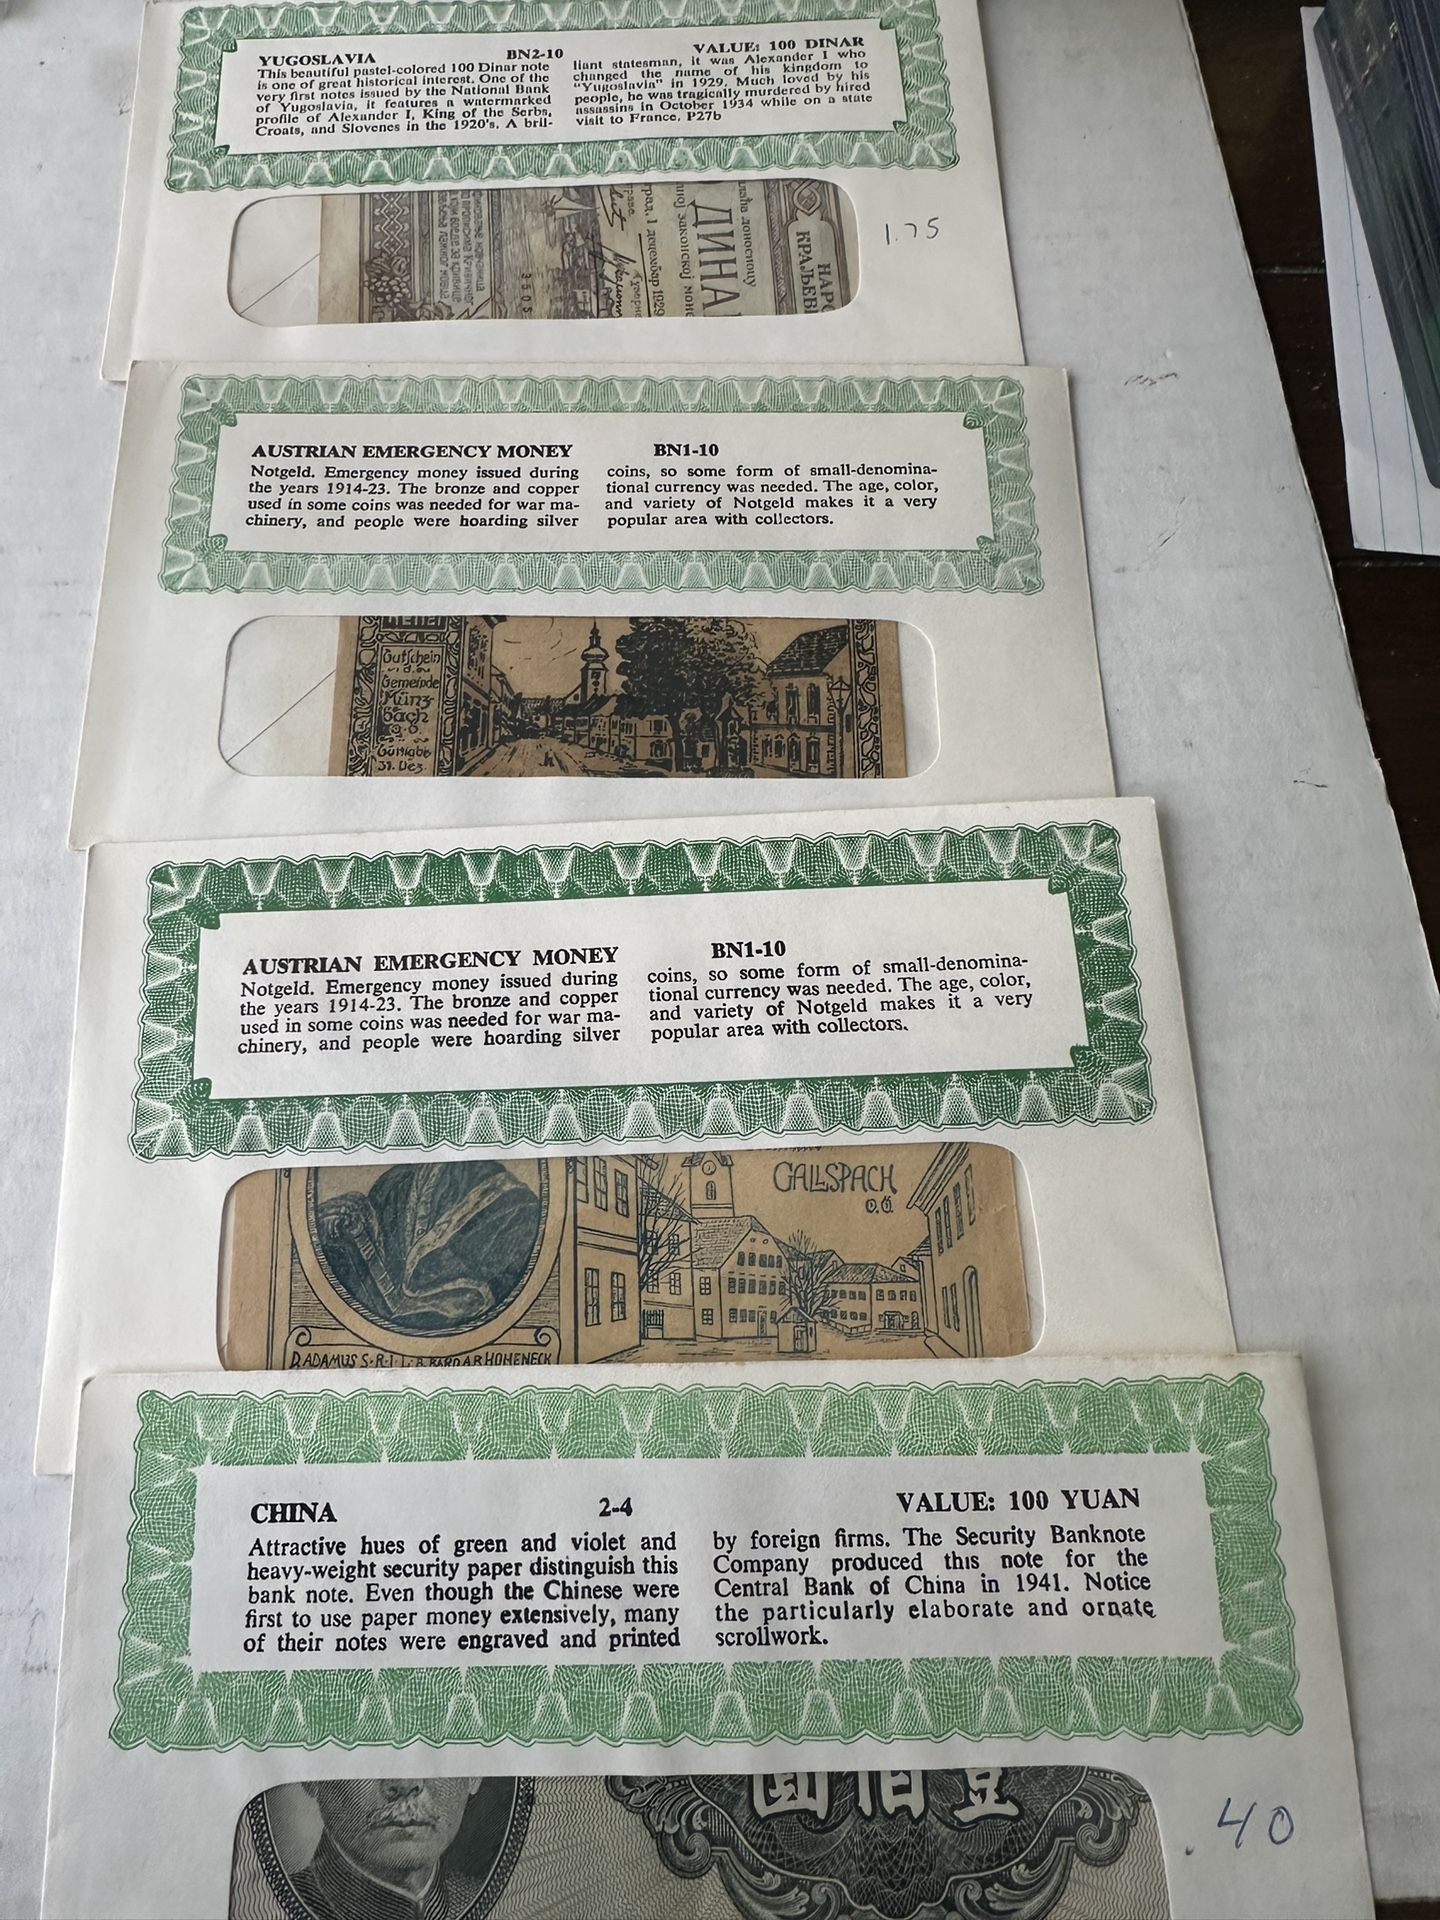 YUGOSLAVIA BN2-10 VALUE: 100 DINAR
This beautiful pastel-colored 100 Dinar note
is one of great historical interest. One of the
very first notes issued by the National Bank
of Yugoslavia, it features a watermarked
profile of Alexander I, King of the Serbs,
Croats, and Slovenes in the 1920's. A bril-
liant statesman, it was Alexander I who
changed the name of his kingdom to
"Yugoslavia" in 1929. Much loved by his
people, he was tragically murdered by hired
assassins in October 1934 while on a state
visit to France. P27b
ДИНА
КРАЉЕВ
1 децембар 1929
3505
1.75
AUSTRIAN EMERGENCY MONEY BN1-10
Notgeld. Emergency money issued during
the years 1914-23. The bronze and copper
used in some coins was needed for war ma-
chinery, and people were hoarding silver
coins, so some form of small-denomina-
tional currency was needed. The age, color,
and variety of Notgeld makes it a very
popular area with collectors.
Heller
Gutschein
d.
Gemeinde
Münz-
bach
31. Dez.
AUSTRIAN EMERGENCY MONEY BN1-10
Notgeld. Emergency money issued during
the years 1914-23. The bronze and copper
used in some coins was needed for war ma-
chinery, and people were hoarding silver
coins, so some form of small-denomina-
tional currency was needed. The age, color,
and variety of Notgeld makes it a very
popular area with collectors.
GALLSPACH
O.Ö.
D. ADAMUS S·R·I·L·B. BARO AB HOHENECK
CHINA 2-4 VALUE: 100 YUAN
Attractive hues of green and violet and
heavy-weight security paper distinguish this
bank note. Even though the Chinese were
first to use paper money extensively, many
of their notes were engraved and printed
by foreign firms. The Security Banknote
Company produced this note for the
Central Bank of China in 1941. Notice
the particularly elaborate and ornate
scrollwork.
圓佰壹
.40